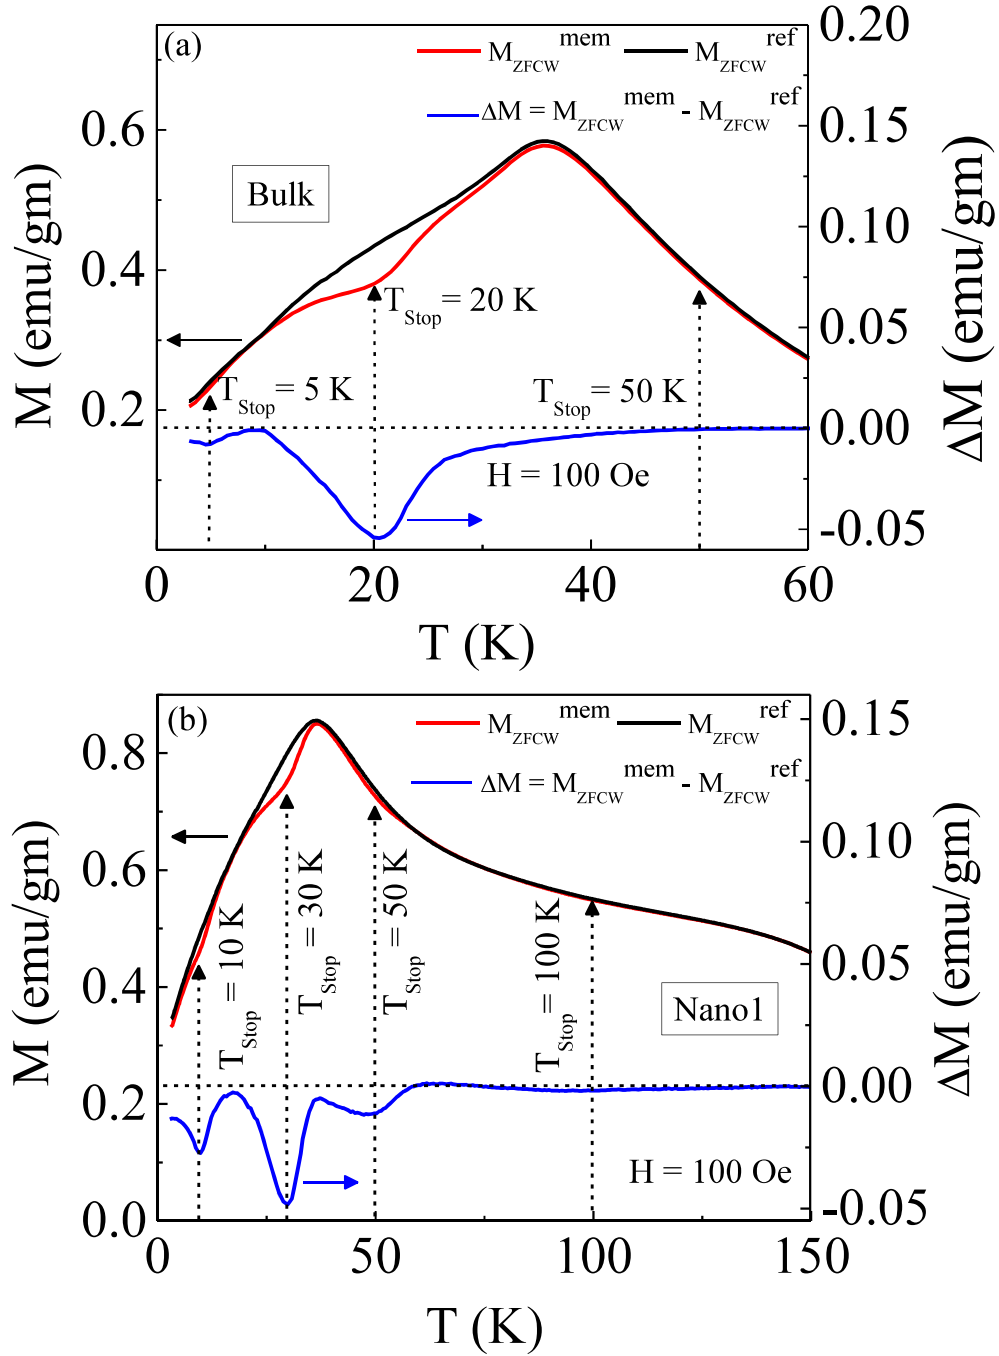 (a)
M_ZFCW^mem M_ZFCW^ref
ΔM = M_ZFCW^mem - M_ZFCW^ref
Bulk
T_Stop = 20 K
T_Stop = 5 K
T_Stop = 50 K
H = 100 Oe
M (emu/gm)
0.6
0.4
0.2
ΔM (emu/gm)
0.20
0.15
0.10
0.05
0.00
-0.05
0 20 40 60
T (K)
(b)
M_ZFCW^mem M_ZFCW^ref
ΔM = M_ZFCW^mem - M_ZFCW^ref
T_Stop = 10 K
T_Stop = 30 K
T_Stop = 50 K
T_Stop = 100 K
Nano1
H = 100 Oe
M (emu/gm)
0.8
0.6
0.4
0.2
0.0
ΔM (emu/gm)
0.15
0.10
0.05
0.00
-0.05
0 50 100 150
T (K)